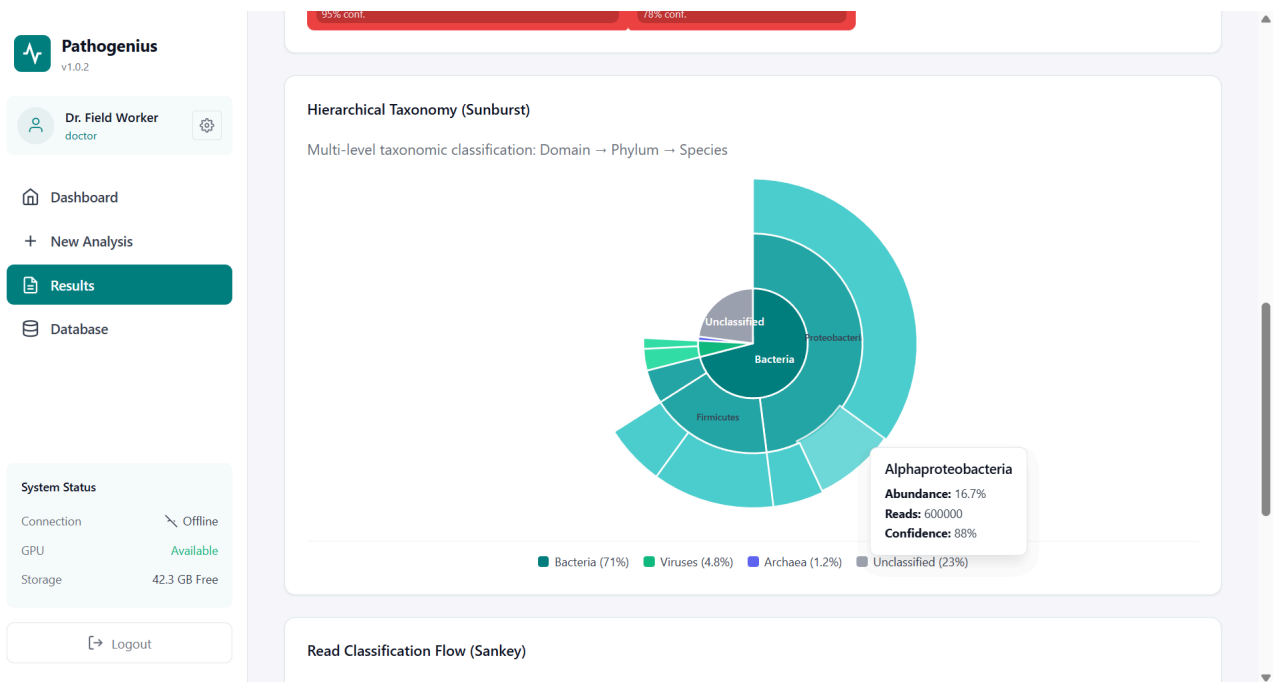 Pathogenius
v1.0.2
Dr. Field Worker
doctor
Dashboard
New Analysis
Results
Database
System Status
Connection Offline
GPU Available
Storage 42.3 GB Free
Logout
95% conf. 78% conf.
Hierarchical Taxonomy (Sunburst)
Multi-level taxonomic classification: Domain → Phylum → Species
Unclassified
Proteobacteri
Bacteria
Firmicutes
Alphaproteobacteria
Abundance: 16.7%
Reads: 600000
Confidence: 88%
Bacteria (71%) Viruses (4.8%) Archaea (1.2%) Unclassified (23%)
Read Classification Flow (Sankey)